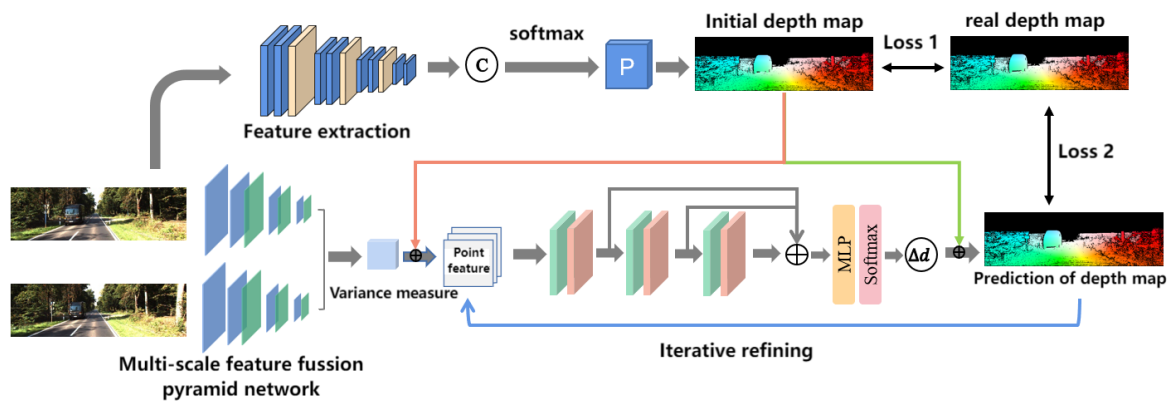 Initial depth map
real depth map
softmax
Loss 1
C
P
Feature extraction
Loss 2
Point
feature
MLP
Softmax
Δd
Variance measure
Prediction of depth map
Iterative refining
Multi-scale feature fussion
pyramid network